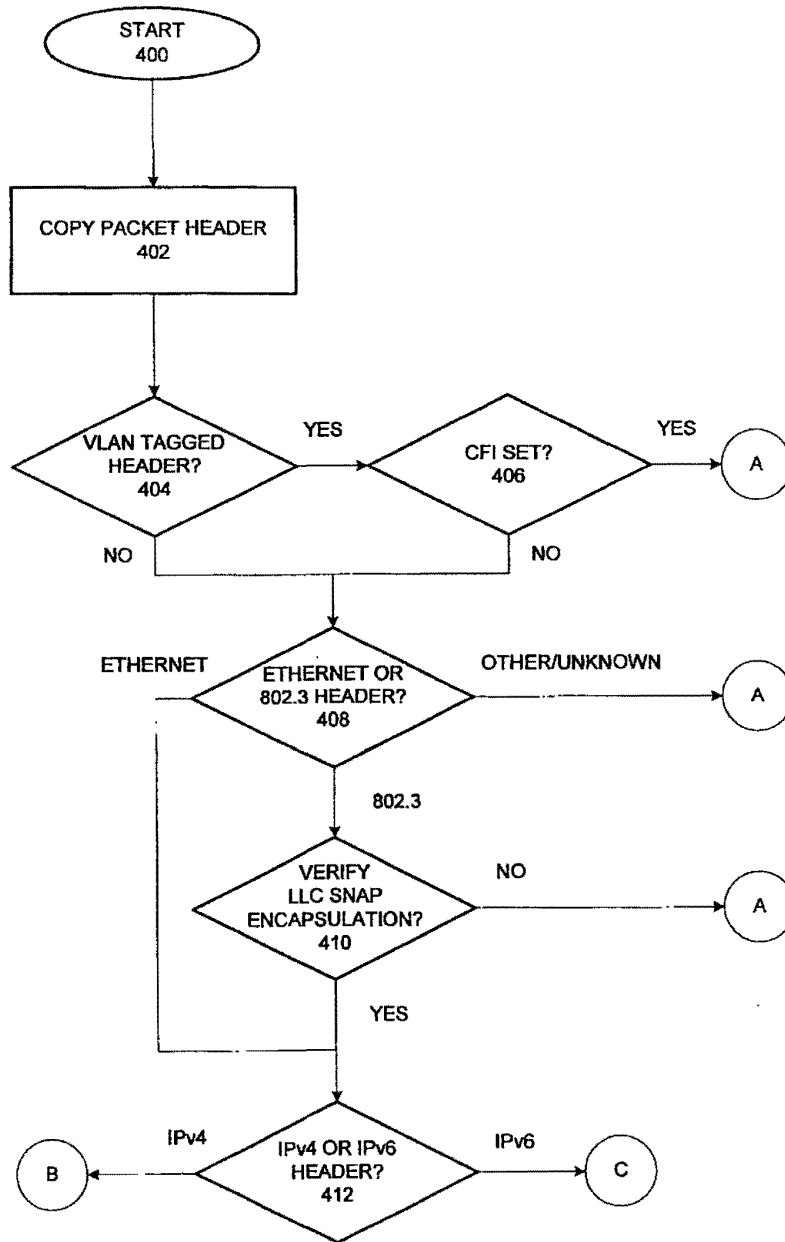 START
400
COPY PACKET HEADER
402
VLAN TAGGED
HEADER?
404
YES
CFI SET?
406
YES
A
NO
NO
ETHERNET
ETHERNET OR
802.3 HEADER?
408
OTHER/UNKNOWN
A
802.3
VERIFY
LLC SNAP
ENCAPSULATION?
410
NO
A
YES
B
IPv4
IPv4 OR IPv6
HEADER?
412
IPv6
C